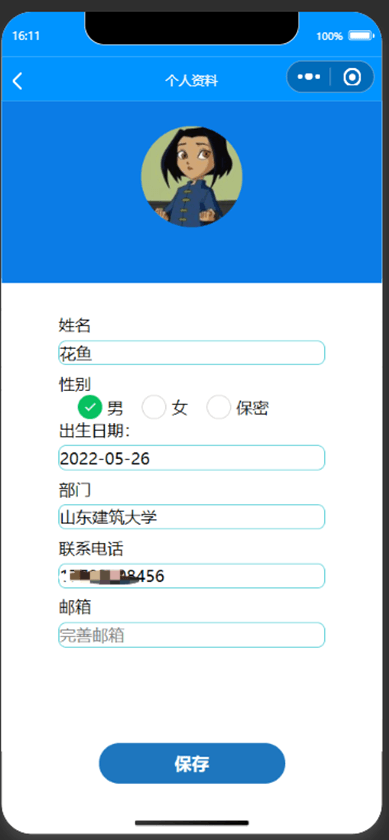 16:11 100%
个人资料
姓名
花鱼
性别
男 女 保密
出生日期：
2022-05-26
部门
山东建筑大学
联系电话
8456
邮箱
完善邮箱
保存